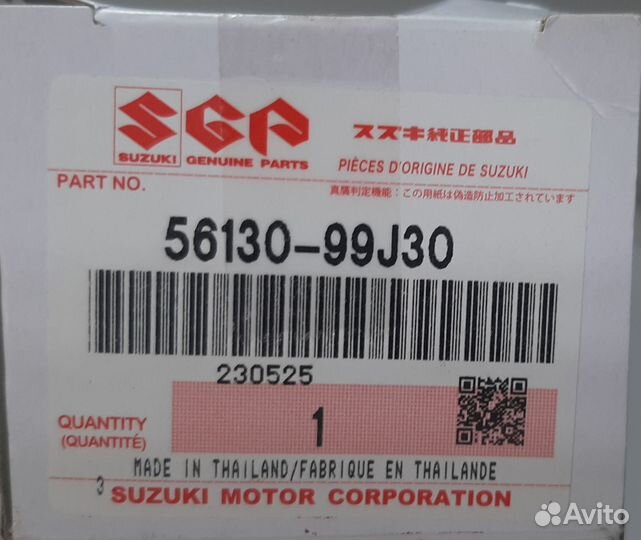 SGP
SUZUKI GENUINE PARTS
スズキ純正部品
PIÈCES D'ORIGINE DE SUZUKI
PART NO.
真贋判定機能：この用紙は偽造防止加工されています
56130-99J30
230525
QUANTITY
(QUANTITÉ)
1
MADE IN THAILAND/FABRIQUE EN THAILANDE
3
SUZUKI MOTOR CORPORATION
Avito